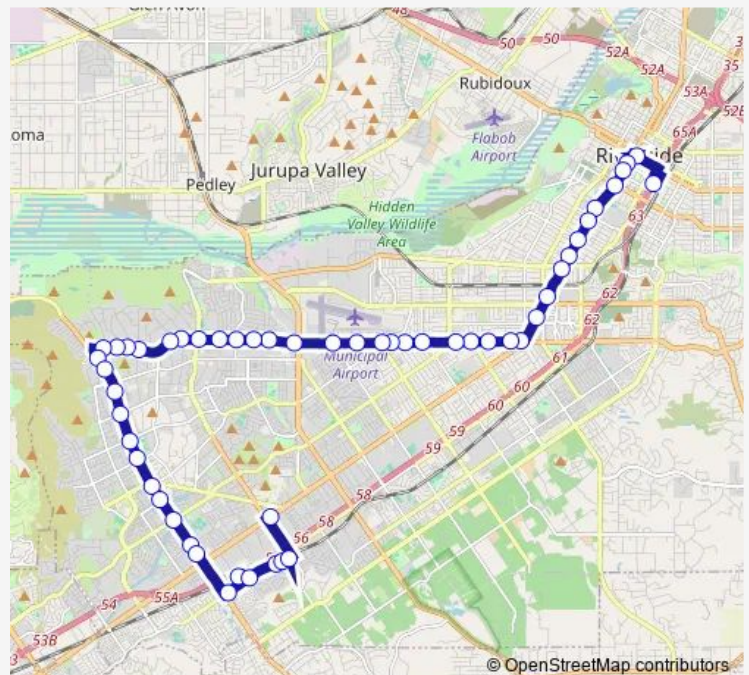 48
50
50
52A
52A
35
53A
65A
Rubidoux
Flabob
Airport
oma
Jurupa Valley
Pedley
Hidden
Valley Wildlife
Area
63
62
62
61
60
60
59
59
58
58
56
Municipal
Airport
54
55A
53B
© OpenStreetMap contributors